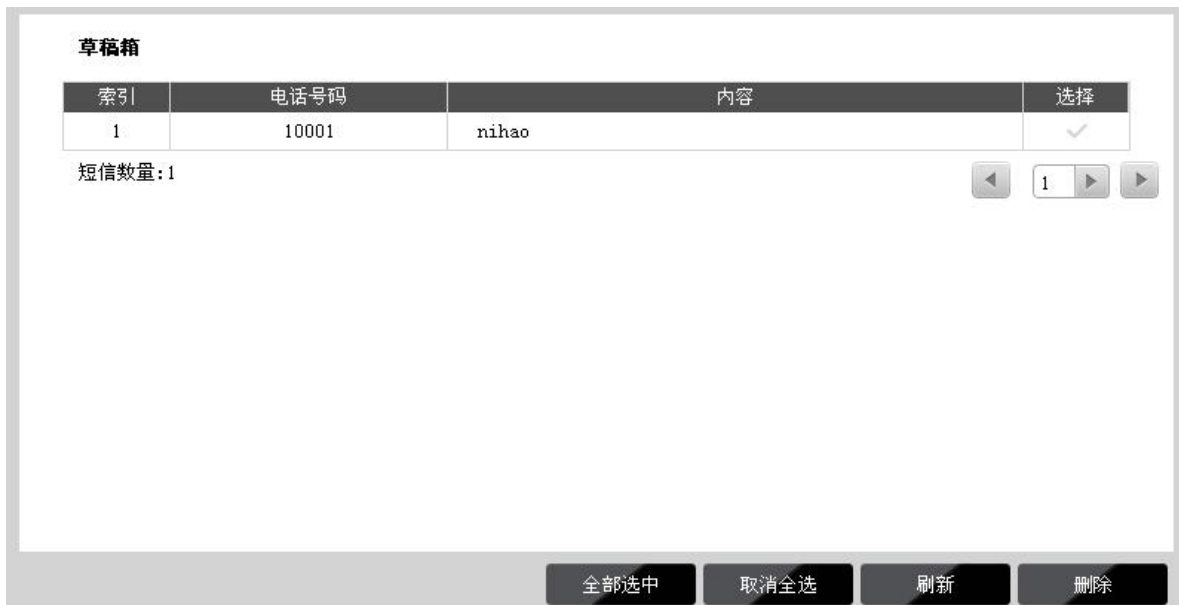 草稿箱
索引 电话号码 内容 选择
1 10001 nihao
短信数量:1
1
全部选中 取消全选 刷新 删除